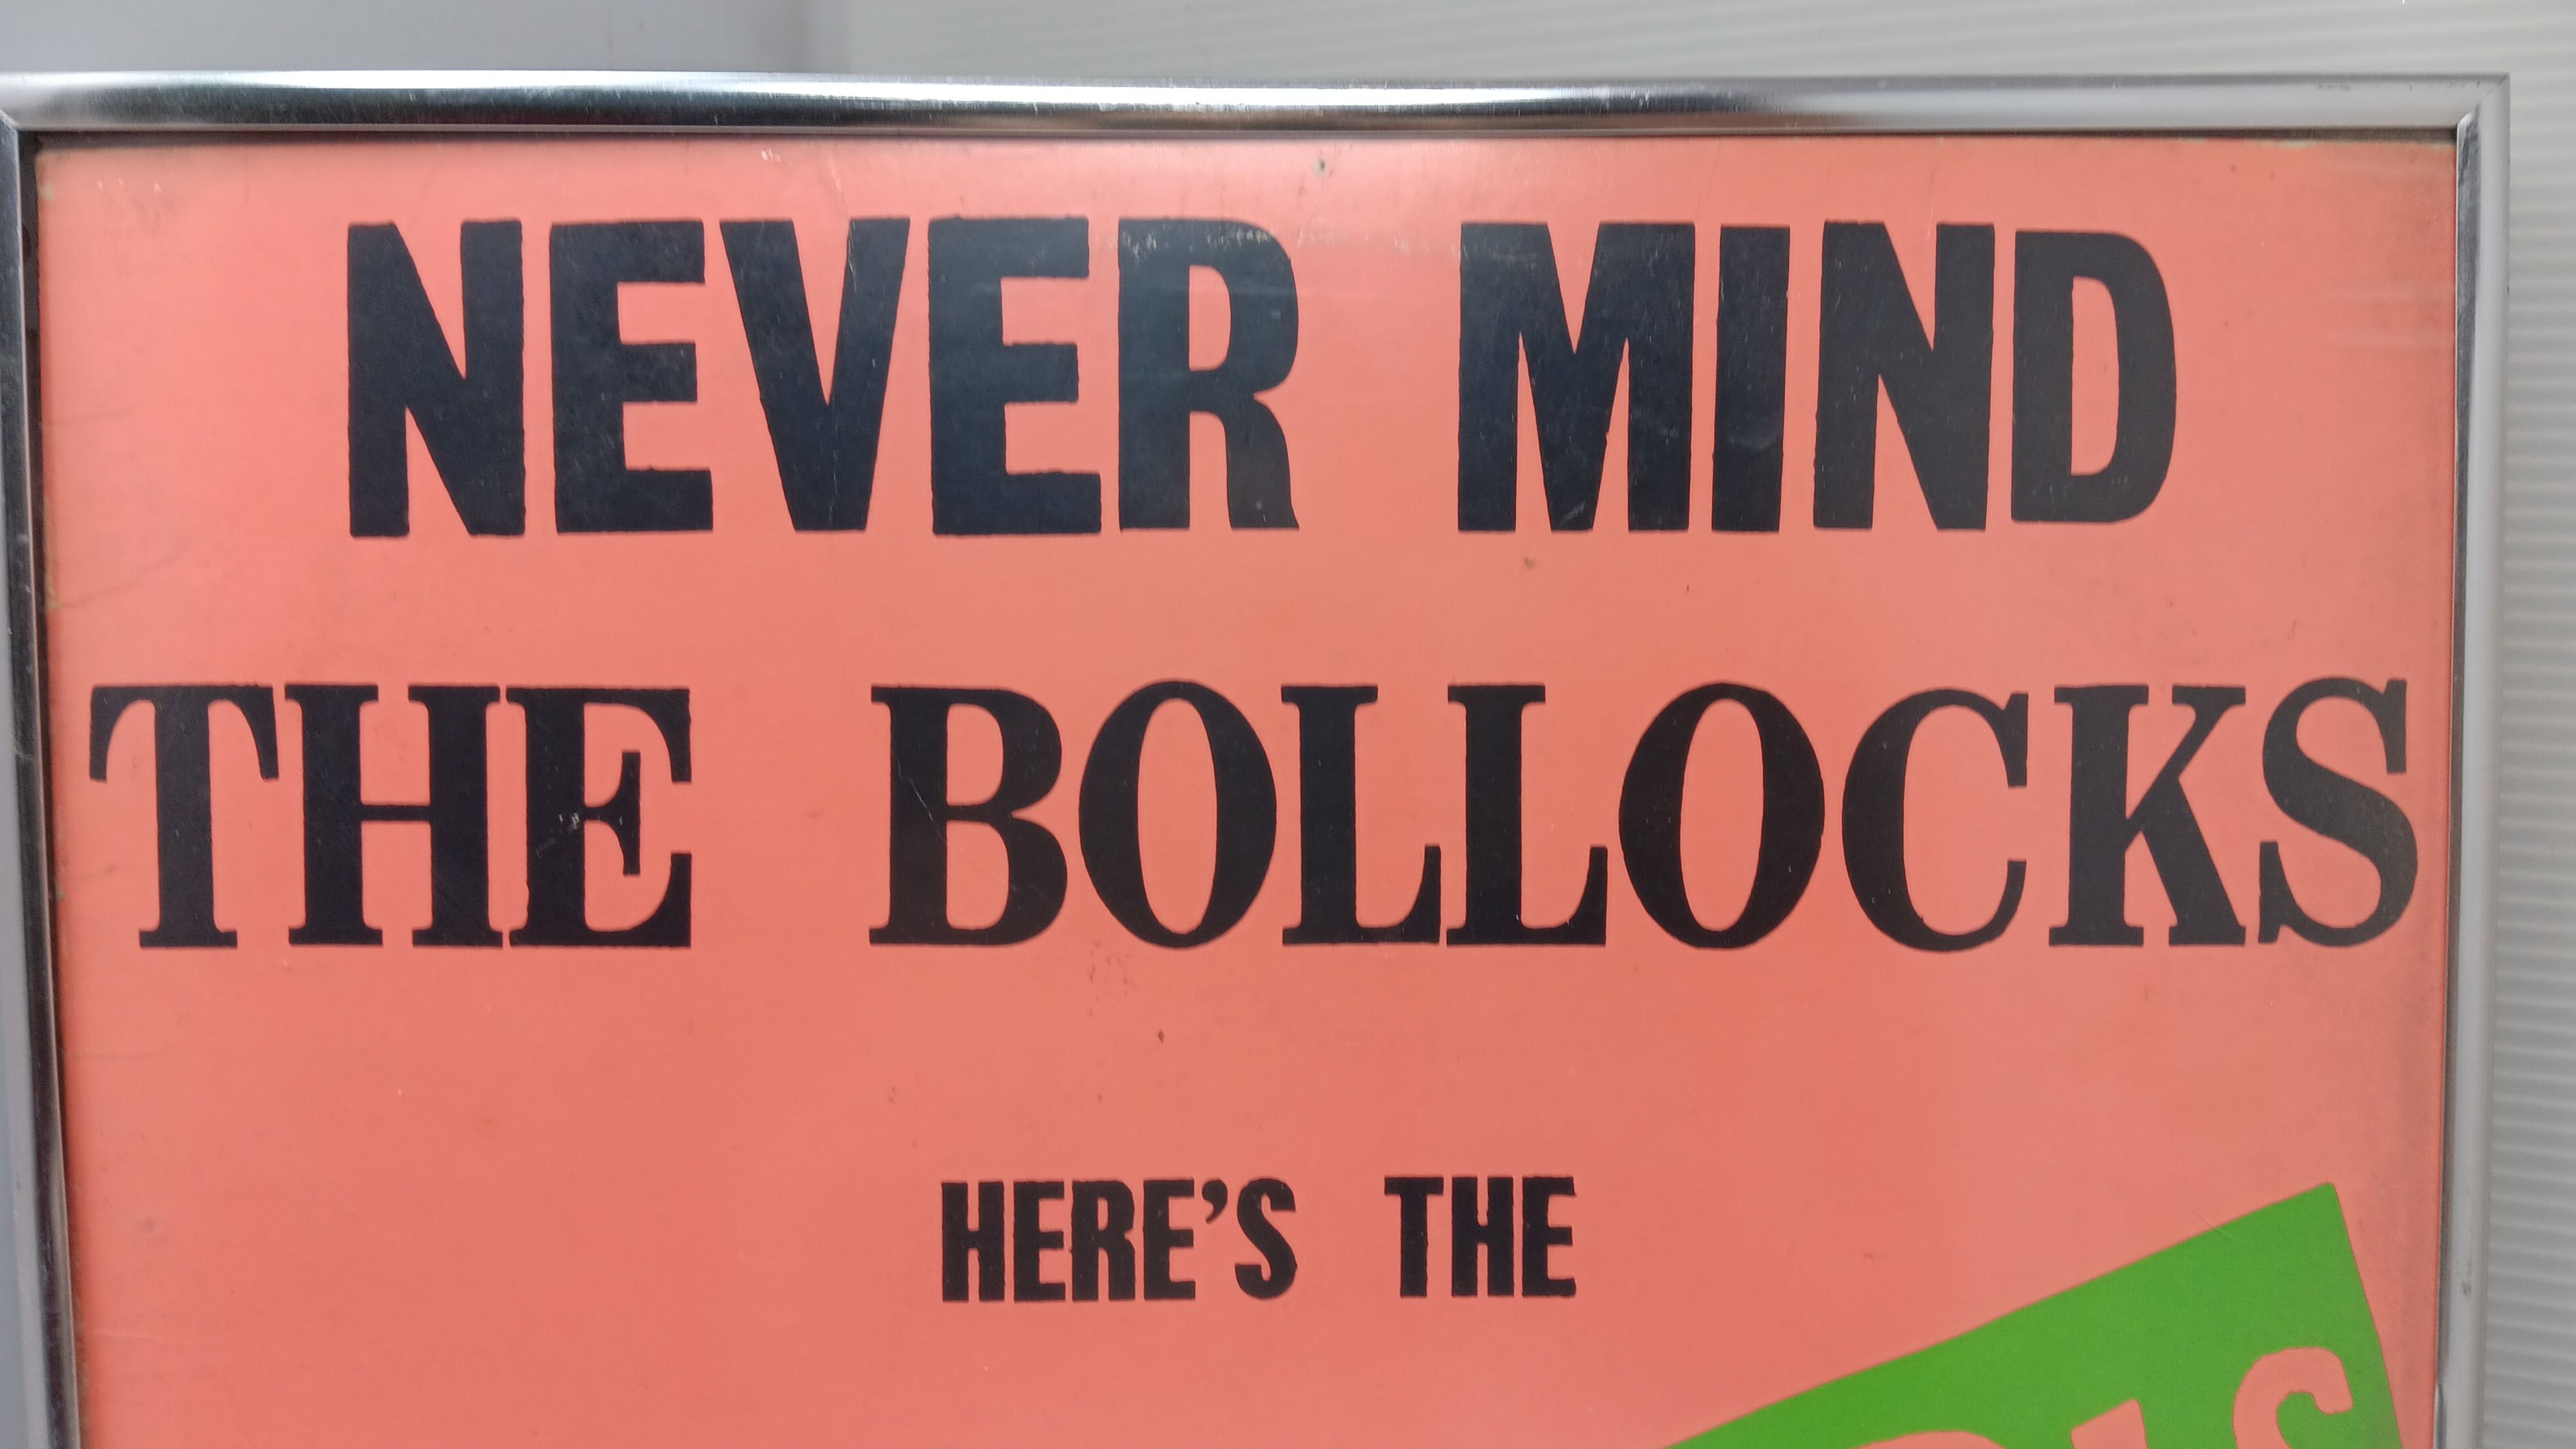 NEVER MIND
THE BOLLOCKS
HERE'S THE